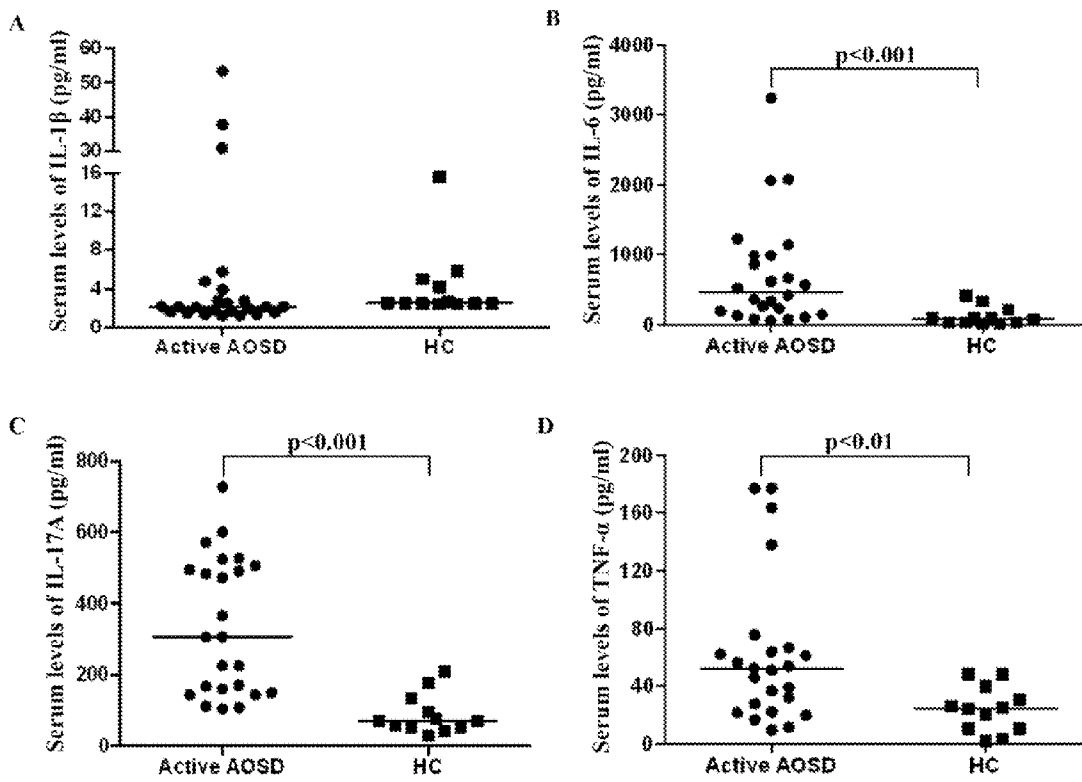 A
Serum levels of IL-1β (pg/ml)
60
50
40
30
16
12
8
4
0
Active AOSD
HC
B
Serum levels of IL-6 (pg/ml)
4000
3000
2000
1000
0
p<0.001
Active AOSD
HC
C
Serum levels of IL-17A (pg/ml)
800
600
400
200
0
p<0.001
Active AOSD
HC
D
Serum levels of TNF-α (pg/ml)
200
160
120
80
40
0
p<0.01
Active AOSD
HC